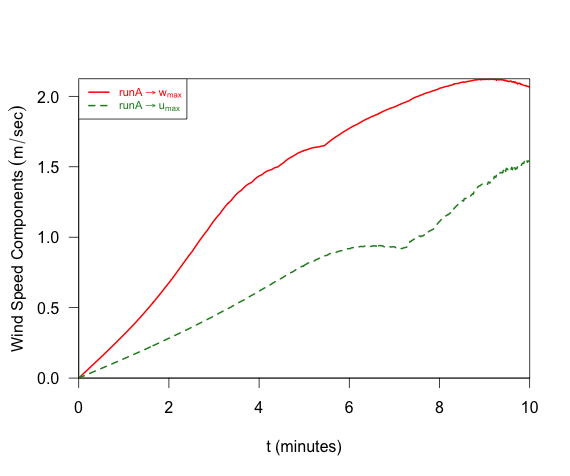 runA → wmax
runA → umax
Wind Speed Components (m/sec)
2.0
1.5
1.0
0.5
0.0
0 2 4 6 8 10
t (minutes)